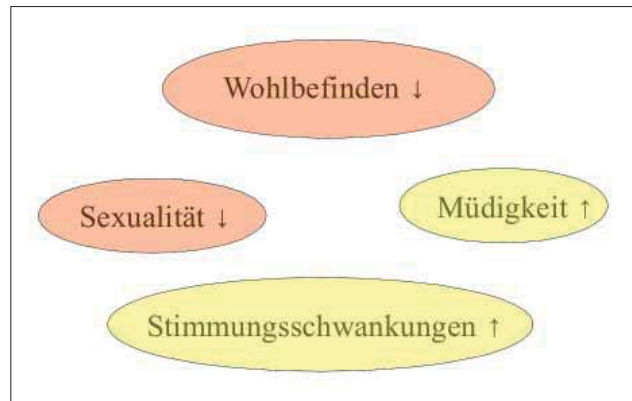 Wohlbefinden ↓
Sexualität ↓
Müdigkeit ↑
Stimmungsschwankungen ↑